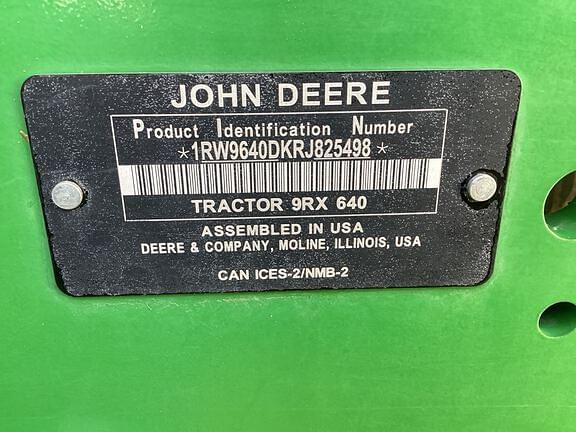 JOHN DEERE
Product Identification Number
*1RW9640DKRJ825498*
TRACTOR 9RX 640
ASSEMBLED IN USA
DEERE & COMPANY, MOLINE, ILLINOIS, USA
CAN ICES-2/NMB-2